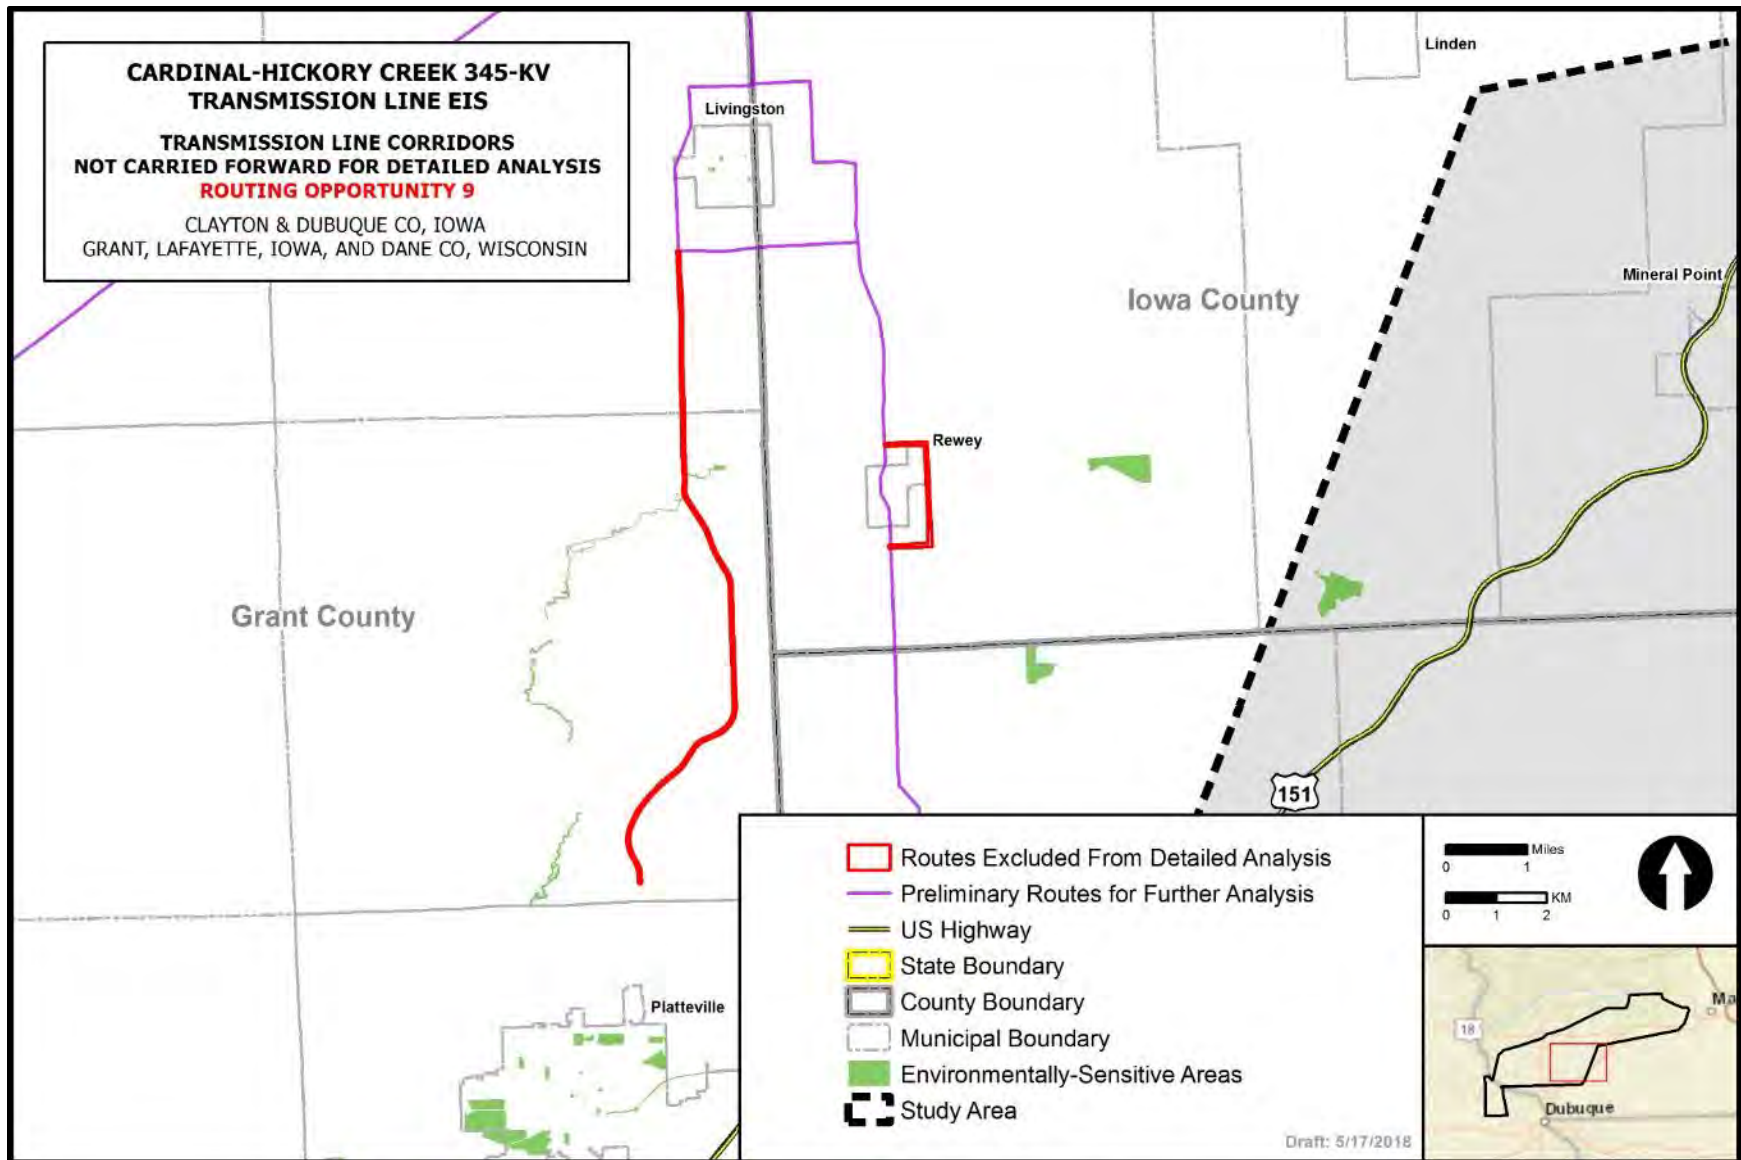 CARDINAL-HICKORY CREEK 345-KV
TRANSMISSION LINE EIS
TRANSMISSION LINE CORRIDORS
NOT CARRIED FORWARD FOR DETAILED ANALYSIS
ROUTING OPPORTUNITY 9
CLAYTON & DUBUQUE CO, IOWA
GRANT, LAFAYETTE, IOWA, AND DANE CO, WISCONSIN
Linden
Livingston
Mineral Point
Iowa County
Rewey
Grant County
151
Platteville
Routes Excluded From Detailed Analysis
Preliminary Routes for Further Analysis
US Highway
State Boundary
County Boundary
Municipal Boundary
Environmentally-Sensitive Areas
Study Area
Draft: 5/17/2018
Miles
0 1
KM
0 1 2
Ma
18
Dubuque